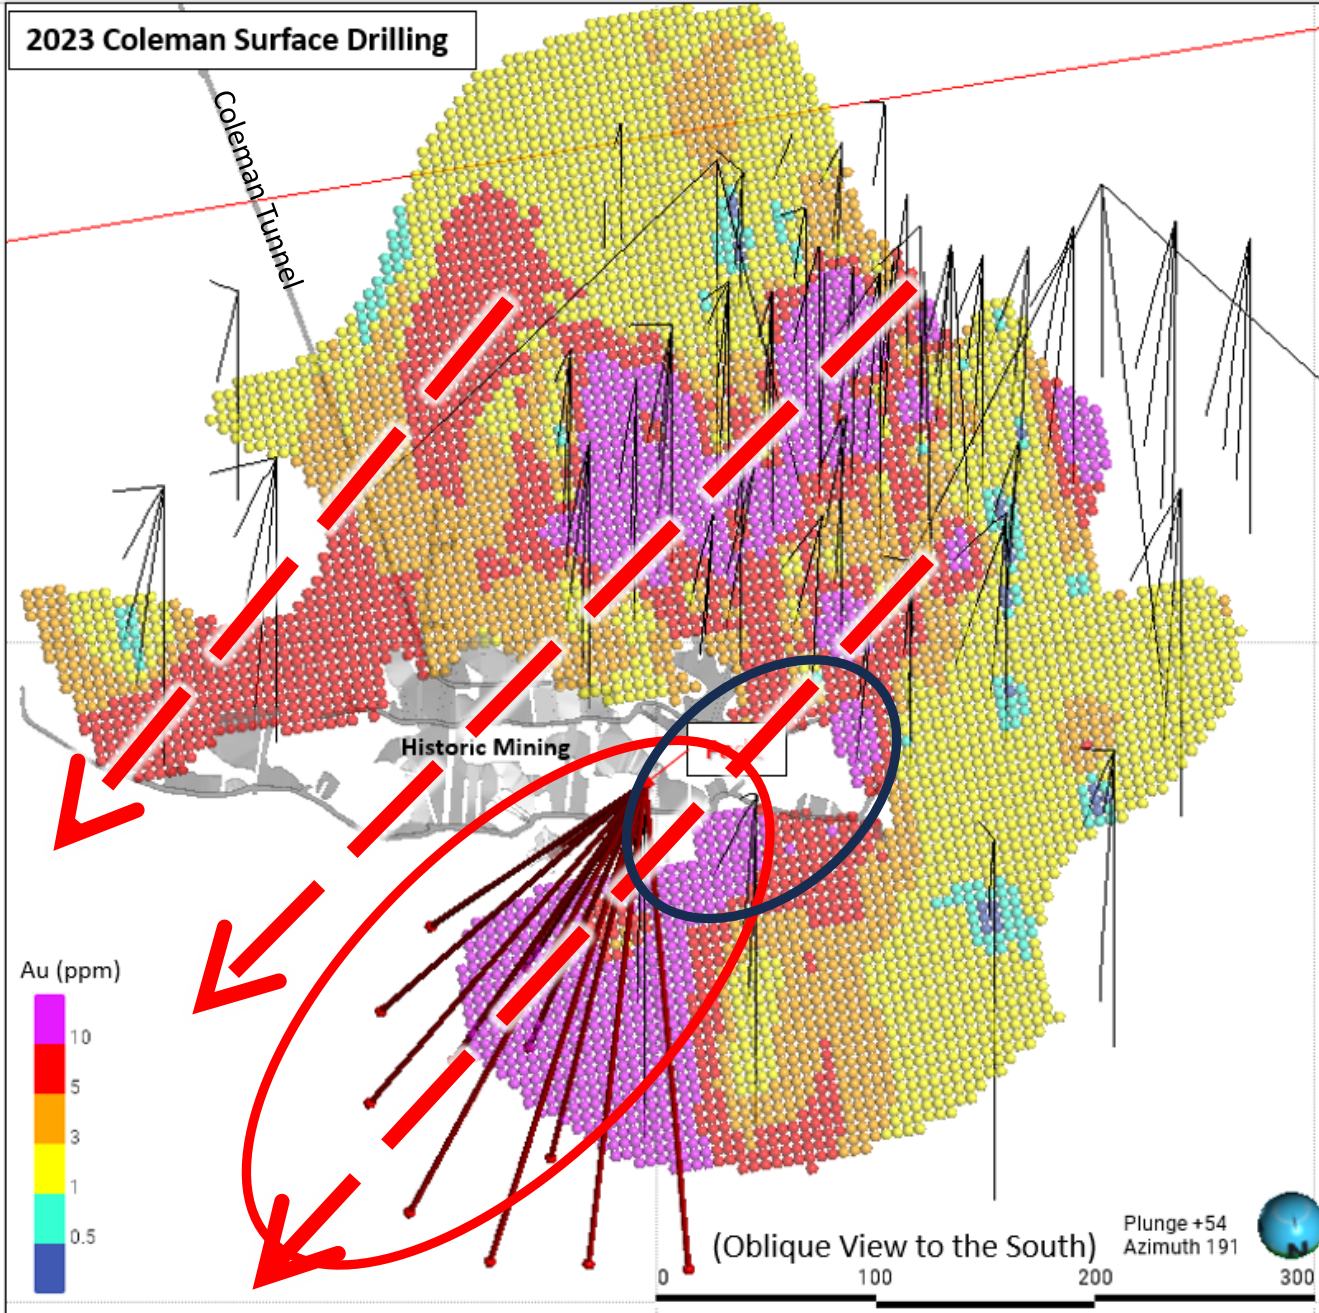 2023 Coleman Surface Drilling
Coleman Tunnel
Historic Mining
Au (ppm)
10
5
3
1
0.5
Plunge +54
Azimuth 191
N
(Oblique View to the South)
0 100 200 300